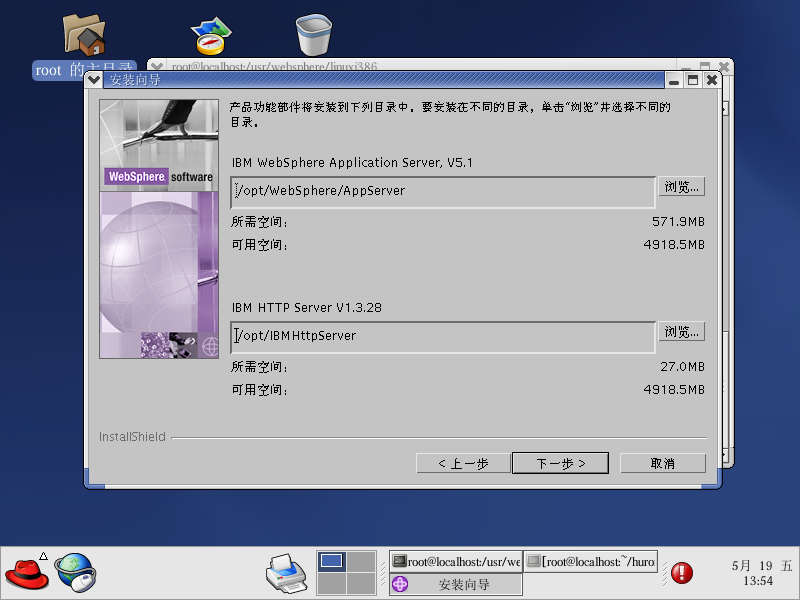 root 的主目录
root@localhost:/usr/websphere/linuxi386
安装向导
WebSphere software
产品功能部件将安装到下列目录中。要安装在不同的目录，单击“浏览”并选择不同的
目录。
IBM WebSphere Application Server, V5.1
/opt/WebSphere/AppServer
浏览...
所需空间：
571.9MB
可用空间：
4918.5MB
IBM HTTP Server V1.3.28
/opt/IBMHttpServer
浏览...
所需空间：
27.0MB
可用空间：
4918.5MB
InstallShield
< 上一步
下一步 >
取消
root@localhost:/usr/we
[root@localhost:~/huro
安装向导
5月 19 五
13:54